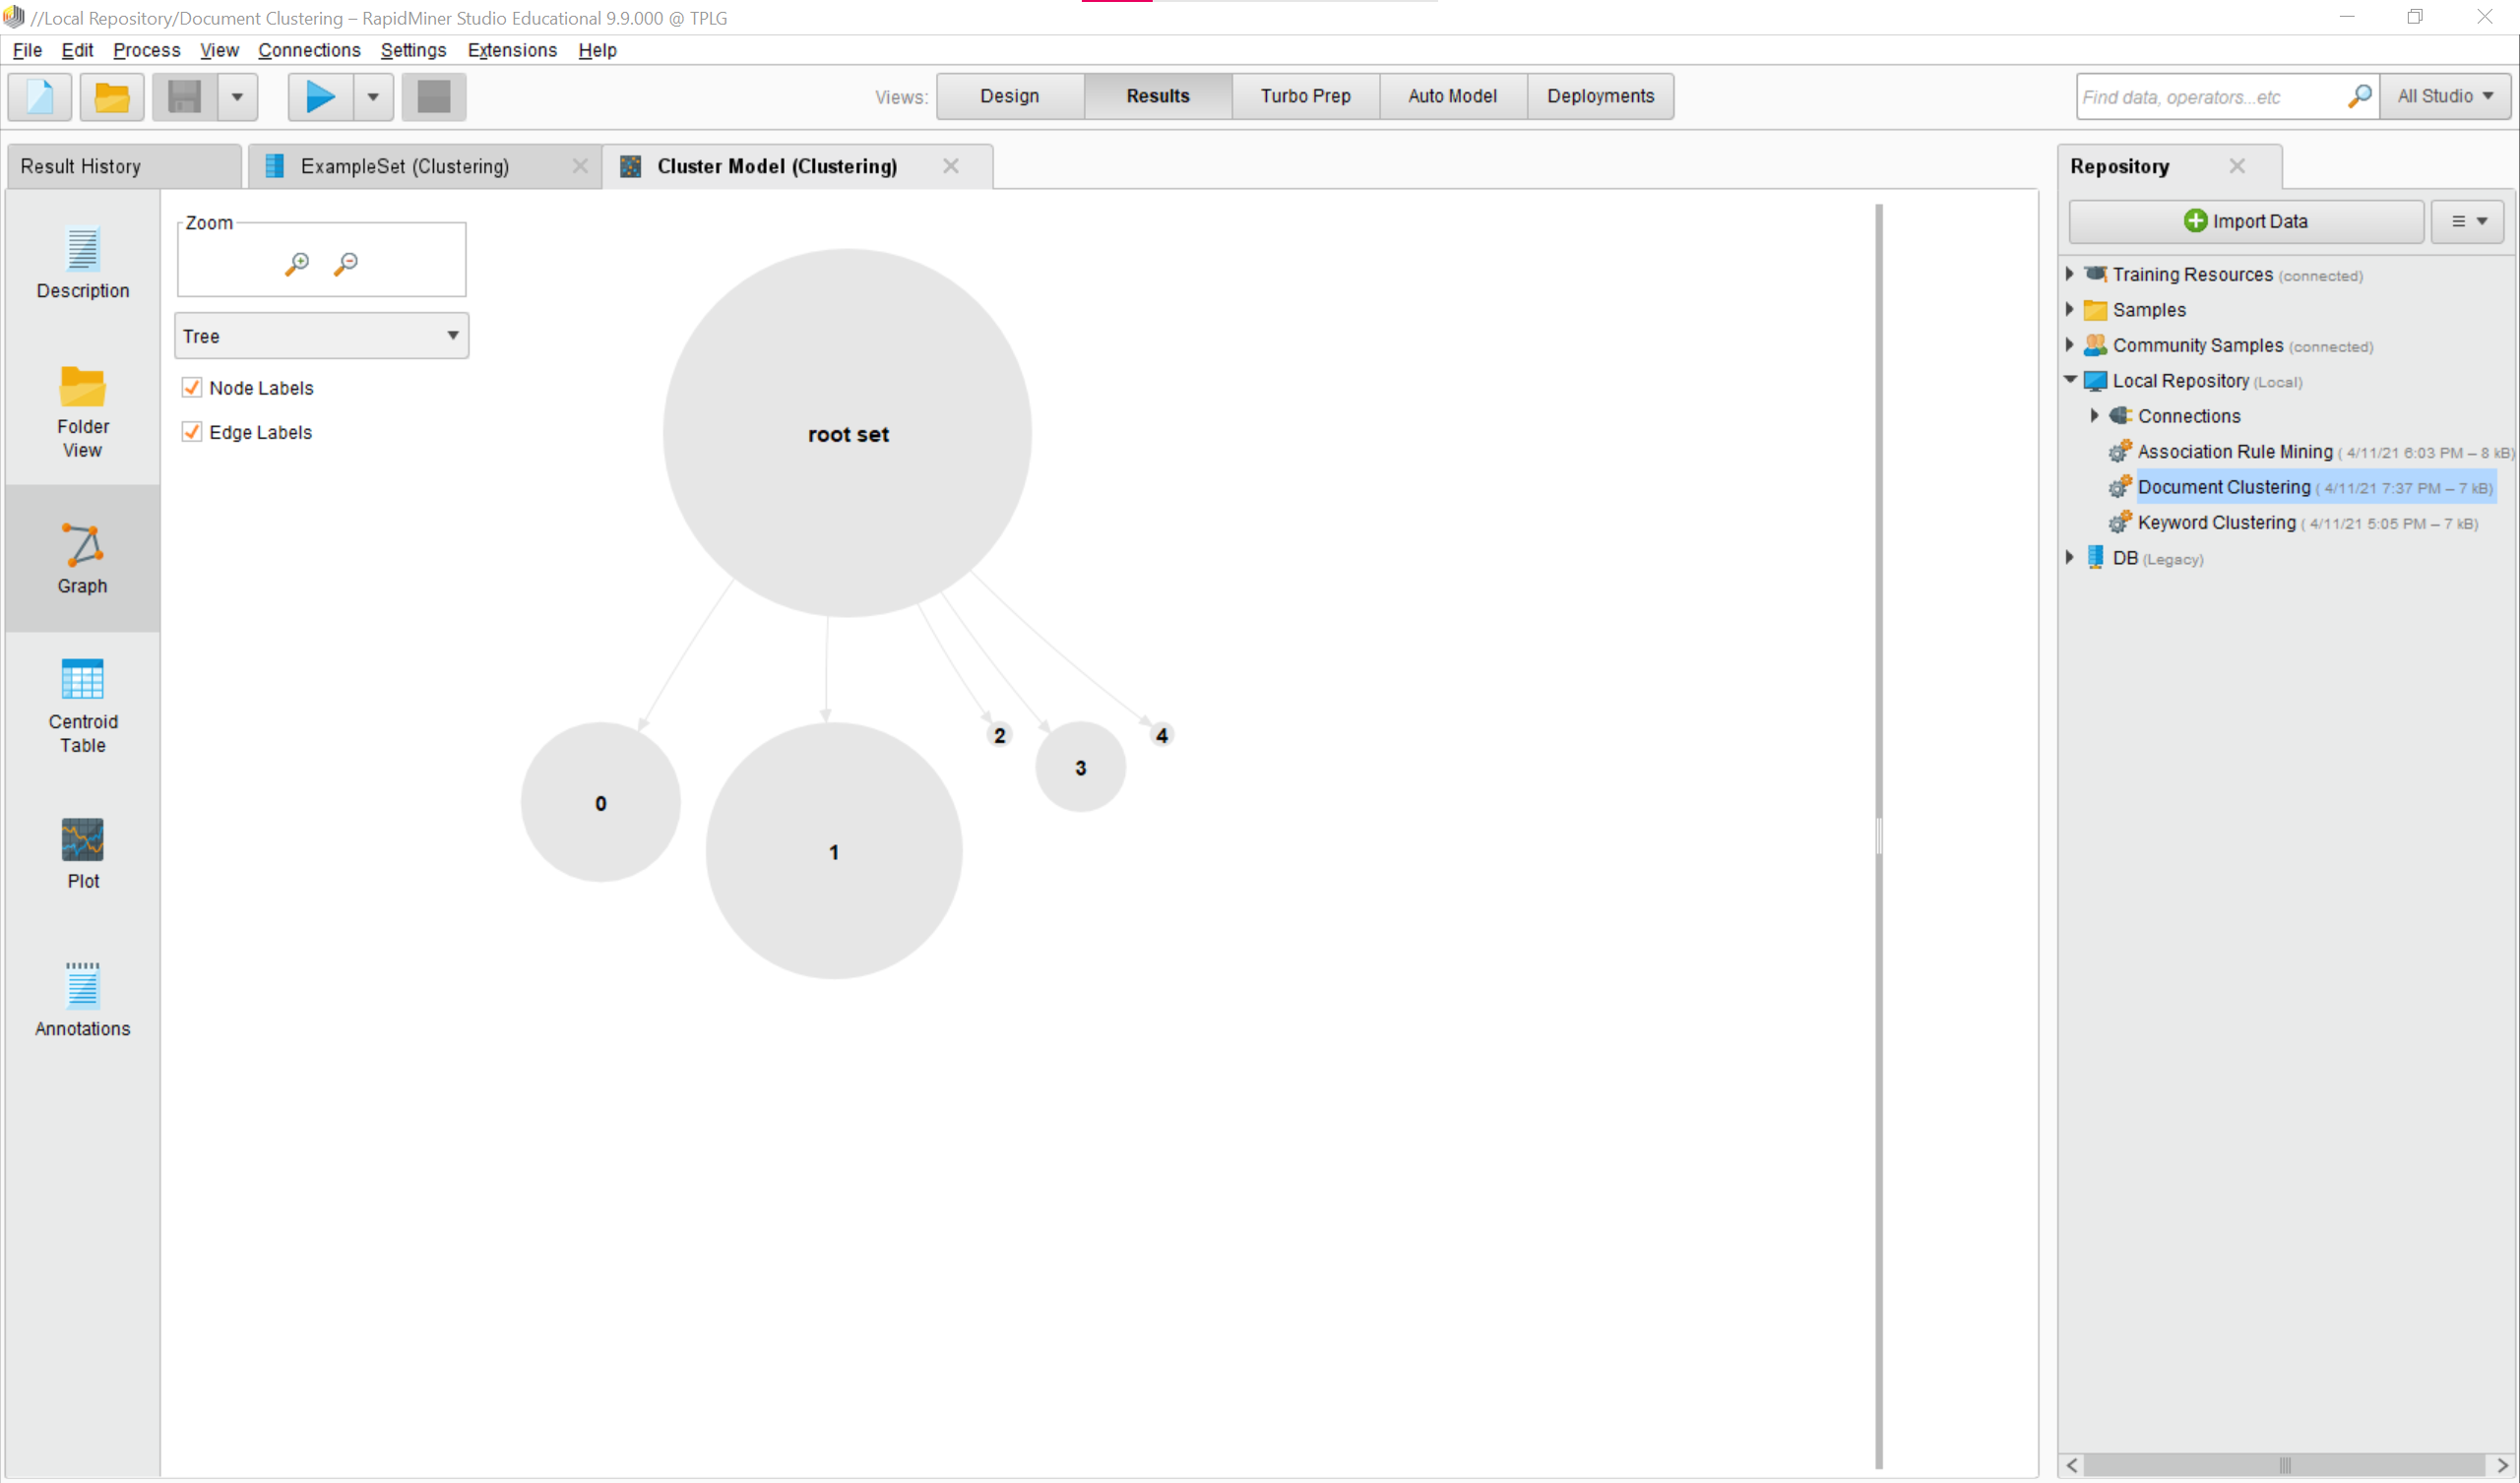 //Local Repository/Document Clustering – RapidMiner Studio Educational 9.9.000 @ TPLG
File Edit Process View Connections Settings Extensions Help
Views: Design Results Turbo Prep Auto Model Deployments
Find data, operators...etc
All Studio
Result History
ExampleSet (Clustering)
Cluster Model (Clustering)
Description
Folder
View
Graph
Centroid
Table
Plot
Annotations
Zoom
Tree
Node Labels
Edge Labels
root set
0
1
2
3
4
Repository
Import Data
Training Resources (connected)
Samples
Community Samples (connected)
Local Repository (Local)
Connections
Association Rule Mining ( 4/11/21 6:03 PM – 8 kB)
Document Clustering ( 4/11/21 7:37 PM – 7 kB)
Keyword Clustering ( 4/11/21 5:05 PM – 7 kB)
DB (Legacy)